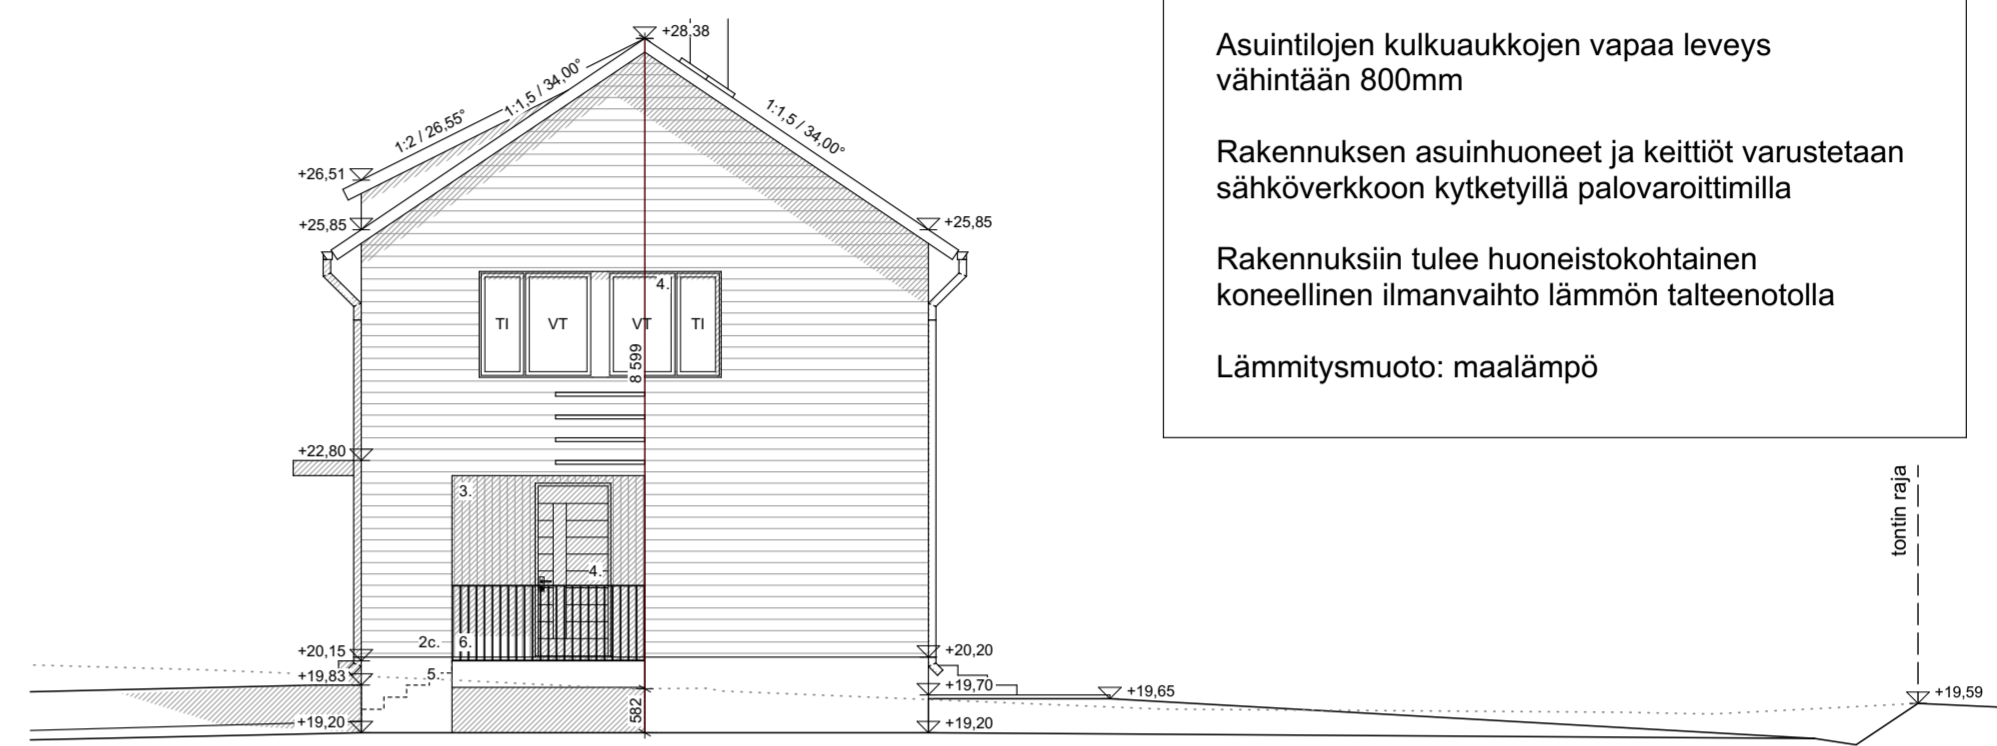 +28,38
1:2 / 26,55°
1:1,5 / 34,00°
1:1,5 / 34,00°
+26,51
+25,85
+25,85
4.
TI
VT
VT
TI
8 599
+22,80
3.
4.
2c.
6.
+20,15
+20,20
5.
+19,83
+19,70
+19,65
+19,59
582
+19,20
+19,20
tontin raja
Asuintilojen kulkuaukkojen vapaa leveys
vähintään 800mm
Rakennuksen asuinhuoneet ja keittiöt varustetaan
sähköverkkoon kytketyillä palovaroittimilla
Rakennuksiin tulee huoneistokohtainen
koneellinen ilmanvaihto lämmön talteenotolla
Lämmitysmuoto: maalämpö